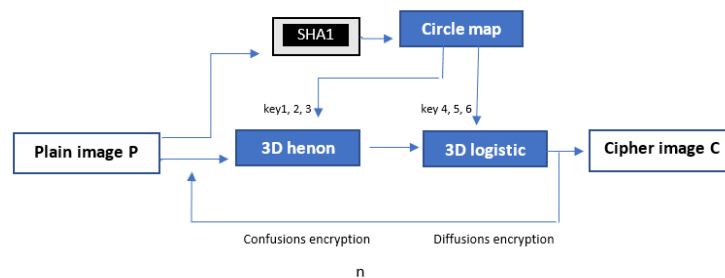 SHA1
Circle map
key1, 2, 3
key 4, 5, 6
Plain image P
3D henon
3D logistic
Cipher image C
Confusions encryption
Diffusions encryption
n